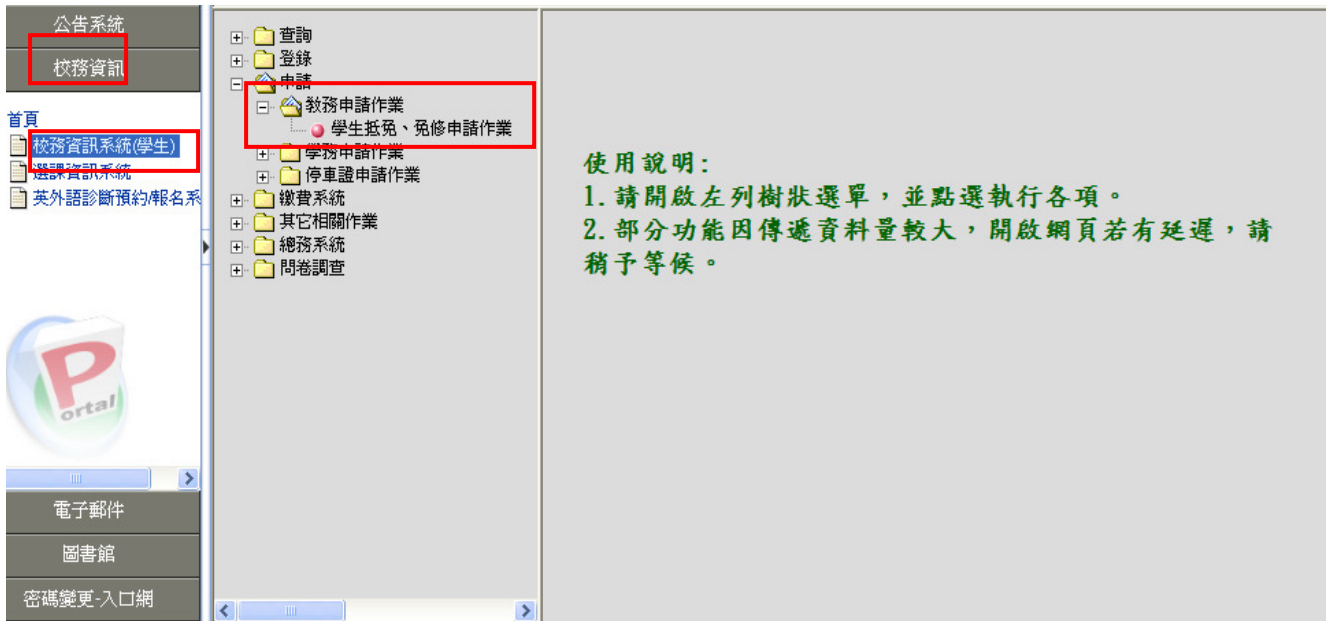 公告系統
校務資訊
首頁
校務資訊系統(學生)
選課資訊系統
英外語診斷預約/報名系
Portal
電子郵件
圖書館
密碼變更-入口網
查詢
登錄
申請
教務申請作業
學生抵免、免修申請作業
學務申請作業
停車證申請作業
繳費系統
其它相關作業
總務系統
問卷調查
使用說明:
1. 請開啟左列樹狀選單，並點選執行各項。
2. 部分功能因傳遞資料量較大，開啟網頁若有延遲，請
稍予等候。